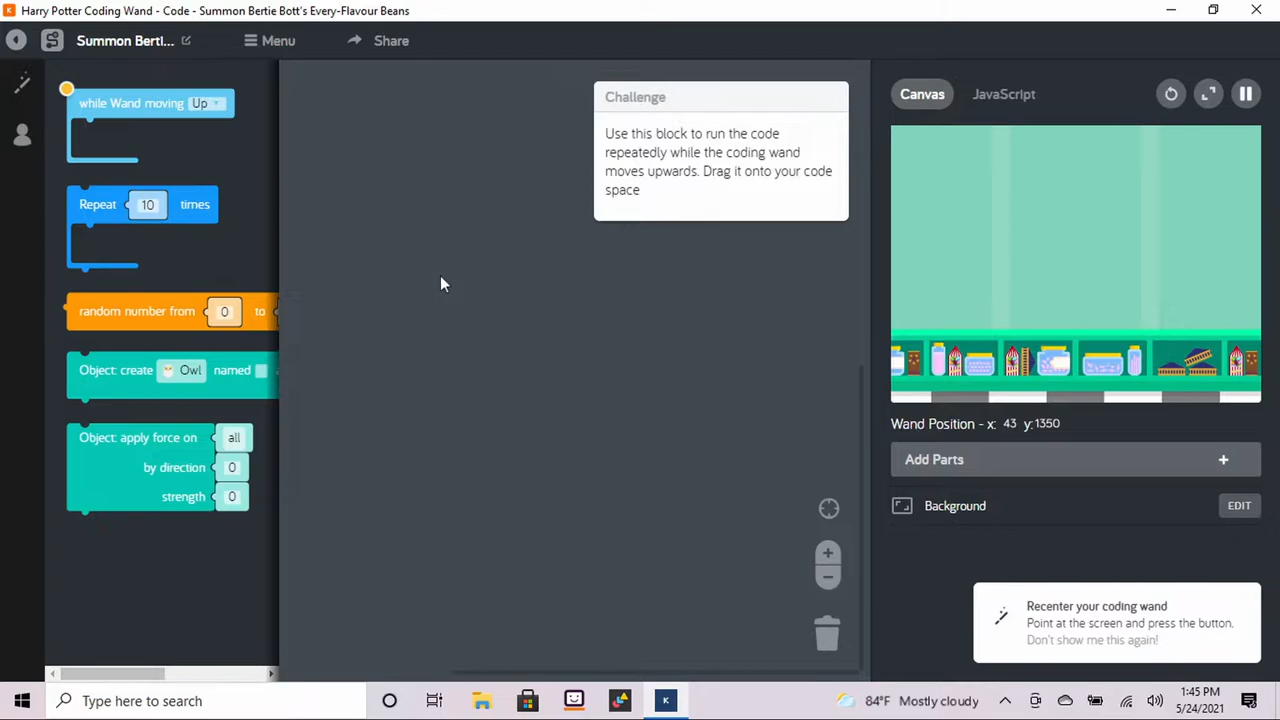 Harry Potter Coding Wand - Code - Summon Bertie Bott's Every-Flavour Beans
Summon Berti...
Menu
Share
while Wand moving Up
Repeat 10 times
random number from 0 to
Object: create Owl named
Object: apply force on all
by direction 0
strength 0
Challenge
Use this block to run the code
repeatedly while the coding wand
moves upwards. Drag it onto your code
space
Canvas
JavaScript
Wand Position - x: 43 y:1350
Add Parts +
Background
EDIT
Recenter your coding wand
Point at the screen and press the button.
Don't show me this again!
Type here to search
K
84°F Mostly cloudy
1:45 PM
5/24/2021